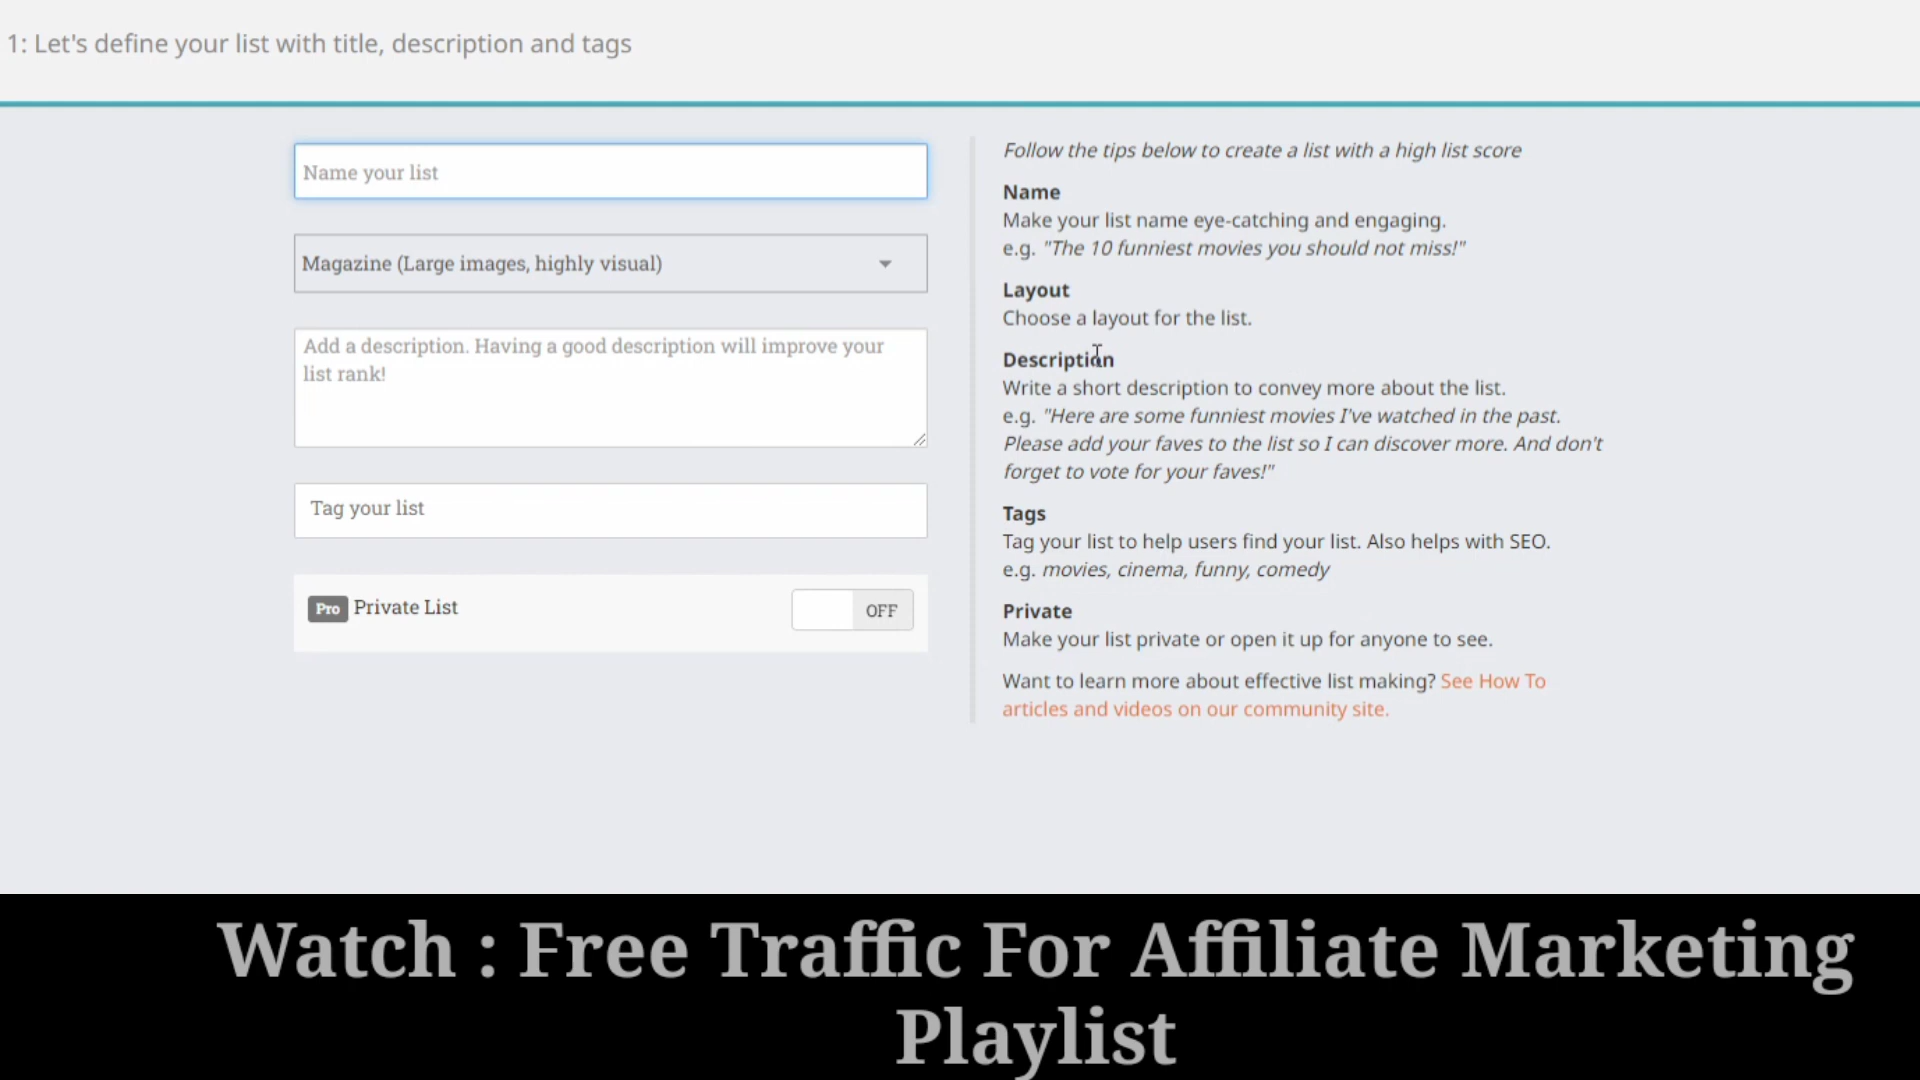 1: Let's define your list with title, description and tags
Name your list
Magazine (Large images, highly visual)
Add a description. Having a good description will improve your
list rank!
Tag your list
Pro Private List
OFF
Follow the tips below to create a list with a high list score
Name
Make your list name eye-catching and engaging.
e.g. "The 10 funniest movies you should not miss!"
Layout
Choose a layout for the list.
Description
Write a short description to convey more about the list.
e.g. "Here are some funniest movies I've watched in the past.
Please add your faves to the list so I can discover more. And don't
forget to vote for your faves!"
Tags
Tag your list to help users find your list. Also helps with SEO.
e.g. movies, cinema, funny, comedy
Private
Make your list private or open it up for anyone to see.
Want to learn more about effective list making? See How To
articles and videos on our community site.
Watch : Free Traffic For Affiliate Marketing
Playlist